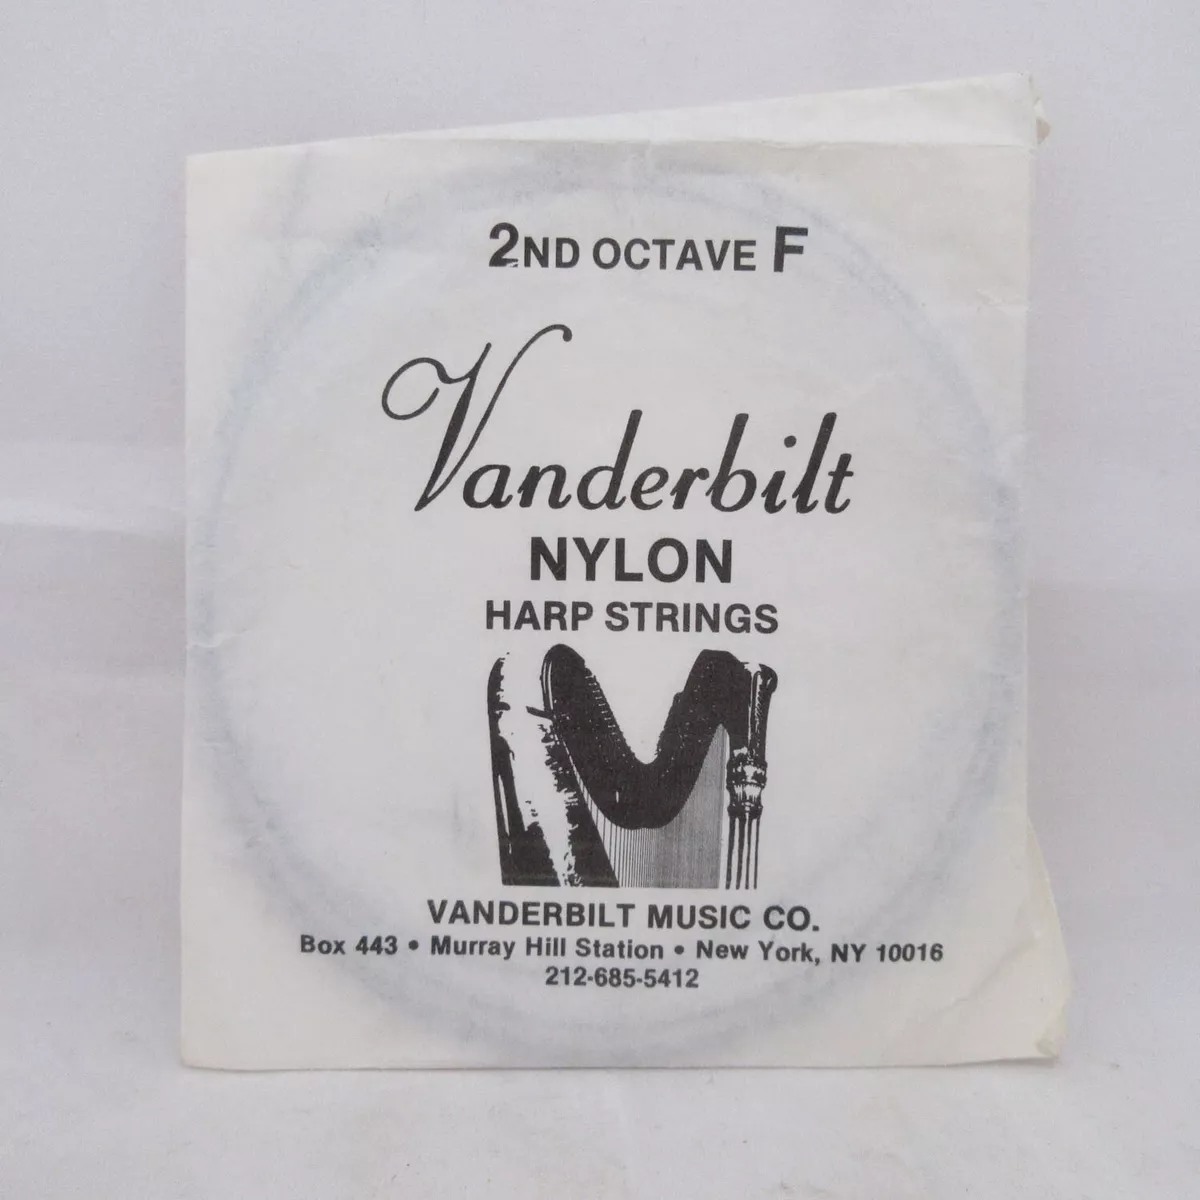 2ND OCTAVE F
Vanderbilt
NYLON
HARP STRINGS
VANDERBILT MUSIC CO.
Box 443 • Murray Hill Station • New York, NY 10016
212-685-5412